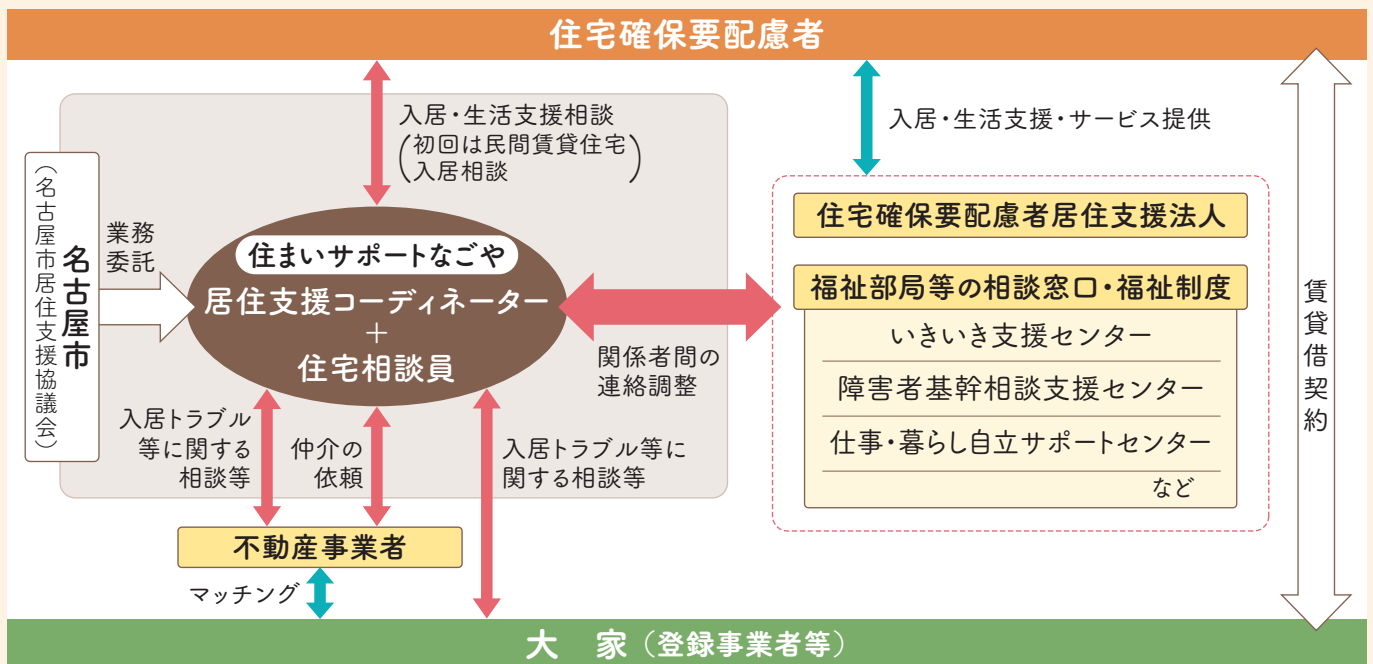 住宅確保要配慮者
入居・生活支援相談
（初回は民間賃貸住宅
入居相談）
入居・生活支援・サービス提供
名古屋市
（名古屋市居住支援協議会）
業務
委託
住まいサポートなごや
居住支援コーディネーター
＋
住宅相談員
関係者間の
連絡調整
住宅確保要配慮者居住支援法人
福祉部局等の相談窓口・福祉制度
いきいき支援センター
障害者基幹相談支援センター
仕事・暮らし自立サポートセンター
など
賃貸借契約
入居トラブル
等に関する
相談等
仲介の
依頼
入居トラブル等に
関する相談等
不動産事業者
マッチング
大　家（登録事業者等）